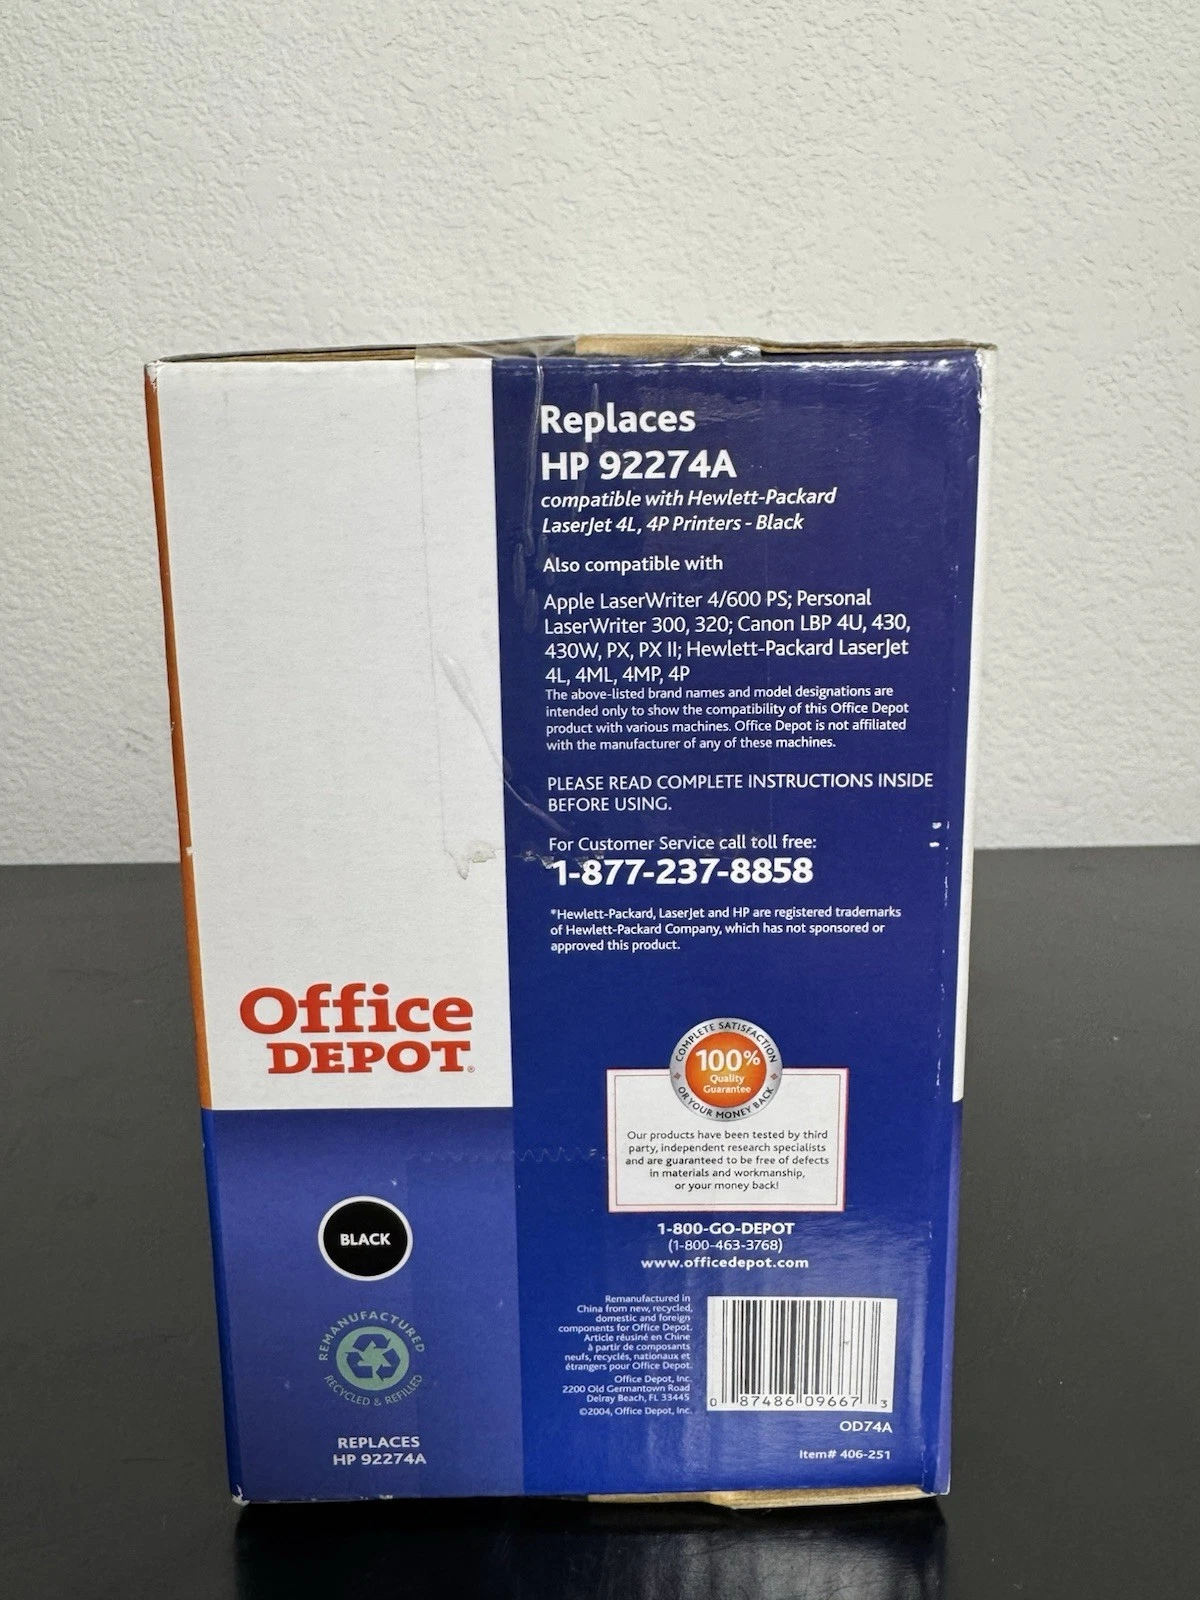 Replaces
HP 92274A
compatible with Hewlett-Packard
LaserJet 4L, 4P Printers - Black
Also compatible with
Apple LaserWriter 4/600 PS; Personal
LaserWriter 300, 320; Canon LBP 4U, 430,
430W, PX, PX II; Hewlett-Packard LaserJet
4L, 4ML, 4MP, 4P
The above-listed brand names and model designations are
intended only to show the compatibility of this Office Depot
product with various machines. Office Depot is not affiliated
with the manufacturer of any of these machines.
PLEASE READ COMPLETE INSTRUCTIONS INSIDE
BEFORE USING.
For Customer Service call toll free:
1-877-237-8858
*Hewlett-Packard, LaserJet and HP are registered trademarks
of Hewlett-Packard Company, which has not sponsored or
approved this product.
Office
DEPOT®
COMPLETE SATISFACTION
100%
Quality
Guarantee
OR YOUR MONEY BACK
Our products have been tested by third
party, independent research specialists
and are guaranteed to be free of defects
in materials and workmanship,
or your money back!
1-800-GO-DEPOT
(1-800-463-3768)
www.officedepot.com
BLACK
REMANUFACTURED
RECYCLED & REFILLED
REPLACES
HP 92274A
Remanufactured in
China from new, recycled,
domestic and foreign
components for Office Depot.
Article réusiné en Chine
à partir de composants
neufs, recyclés, nationaux et
étrangers pour Office Depot.
Office Depot, Inc.
2200 Old Germantown Road
Delray Beach, FL 33445
©2004, Office Depot, Inc.
0 87486 09667 3
OD74A
Item# 406-251